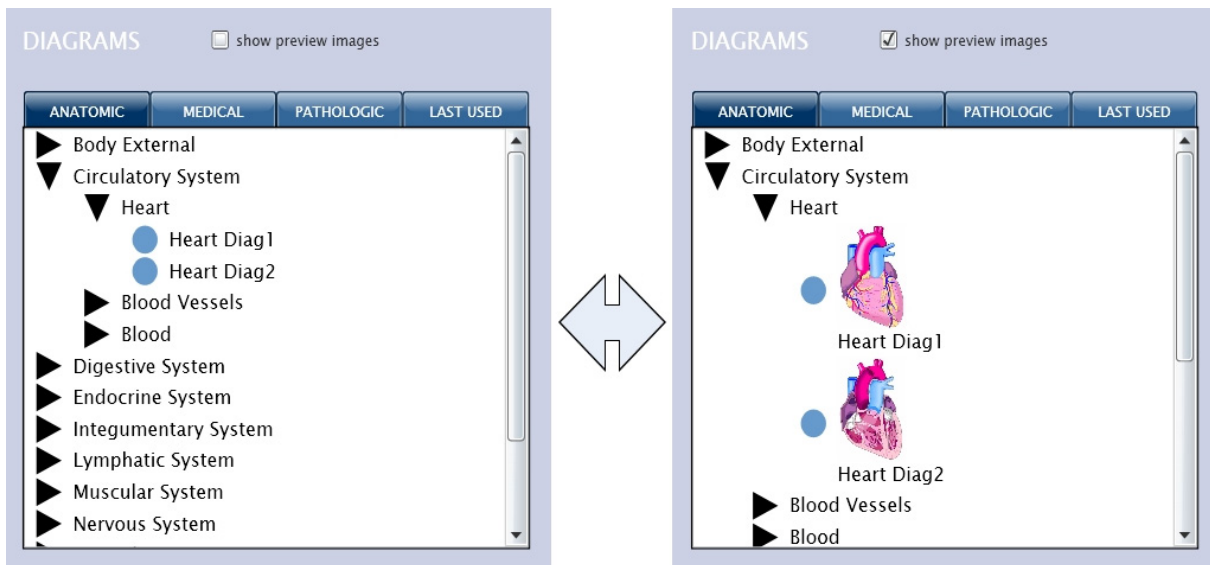 DIAGRAMS show preview images
ANATOMIC MEDICAL PATHOLOGIC LAST USED
Body External
Circulatory System
Heart
Heart Diag1
Heart Diag2
Blood Vessels
Blood
Digestive System
Endocrine System
Integumentary System
Lymphatic System
Muscular System
Nervous System
DIAGRAMS show preview images
ANATOMIC MEDICAL PATHOLOGIC LAST USED
Body External
Circulatory System
Heart
Heart Diag1
Heart Diag2
Blood Vessels
Blood